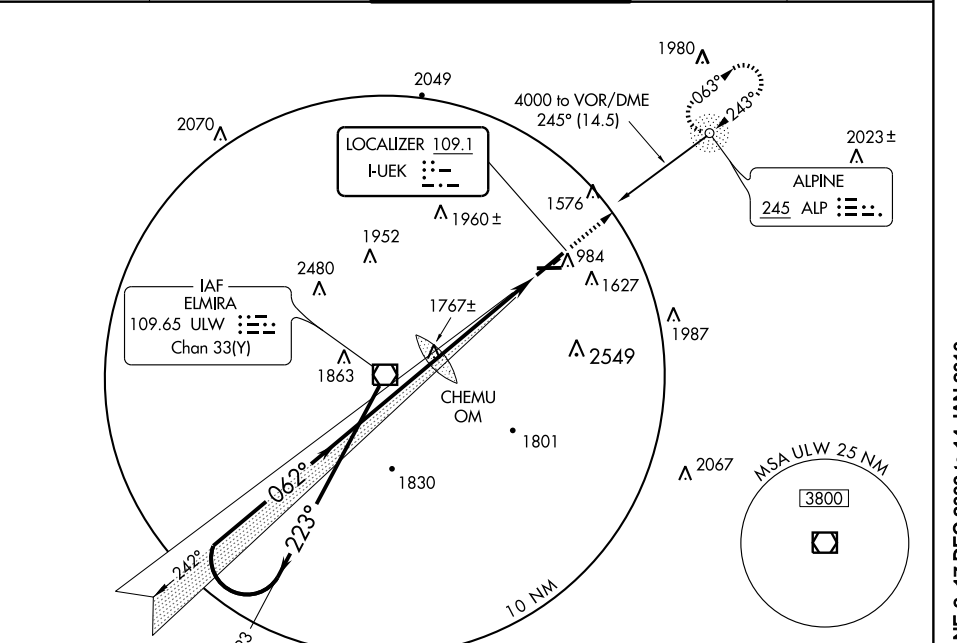 1980
063°
243°
2049
4000 to VOR/DME
245° (14.5)
2070
2023±
LOCALIZER 109.1
I-UEK
ALPINE
245 ALP
1576
1960±
1952
984
2480
1627
IAF
ELMIRA
109.65 ULW
Chan 33(Y)
1767±
1987
2549
1863
CHEMU
OM
1801
2067
1830
MSA ULW 25 NM
3800
062°
223°
242°
10 NM